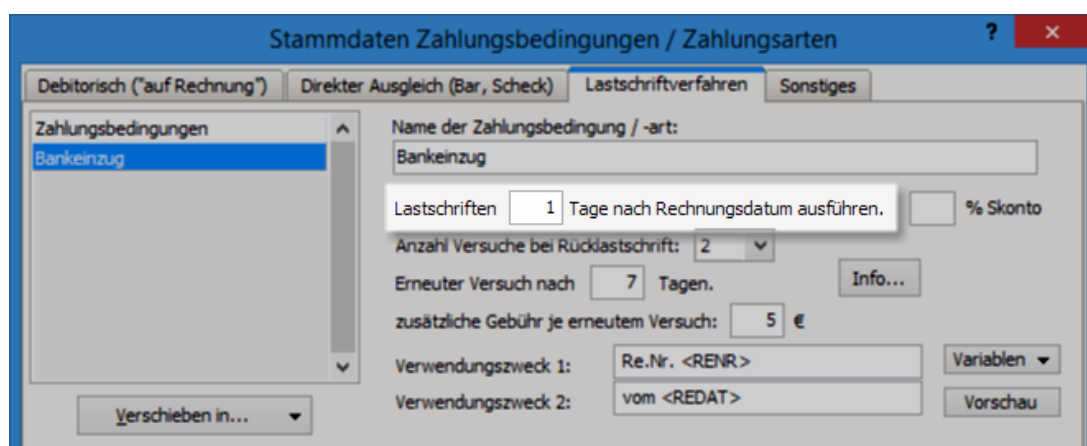 Stammdaten Zahlungsbedingungen / Zahlungsarten ? ×
Debitorisch ("auf Rechnung") Direkter Ausgleich (Bar, Scheck) Lastschriftverfahren Sonstiges
Zahlungsbedingungen
Bankeinzug
Verschieben in...
Name der Zahlungsbedingung / -art:
Bankeinzug
Lastschriften 1 Tage nach Rechnungsdatum ausführen. % Skonto
Anzahl Versuche bei Rücklastschrift: 2
Erneuter Versuch nach 7 Tagen. Info...
zusätzliche Gebühr je erneutem Versuch: 5 €
Verwendungszweck 1: Re.Nr. <RENR> Variablen
Verwendungszweck 2: vom <REDAT> Vorschau